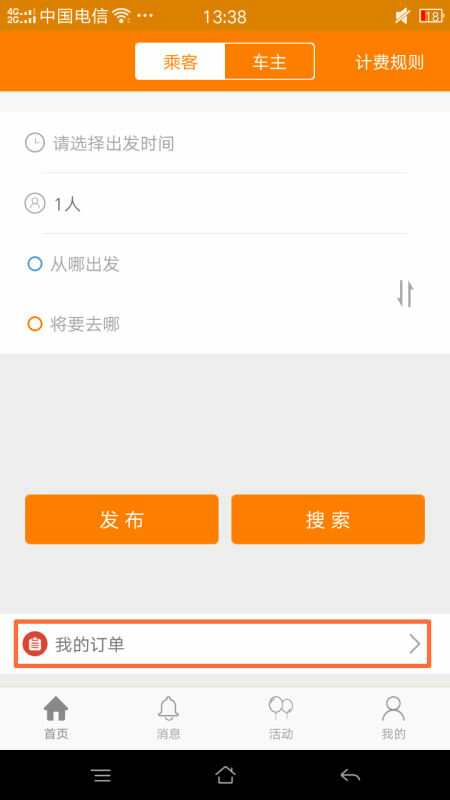 4G 2G 中国电信 13:38 18
乘客 车主 计费规则
请选择出发时间
1人
从哪出发
将要去哪
发布 搜索
我的订单
首页 消息 活动 我的